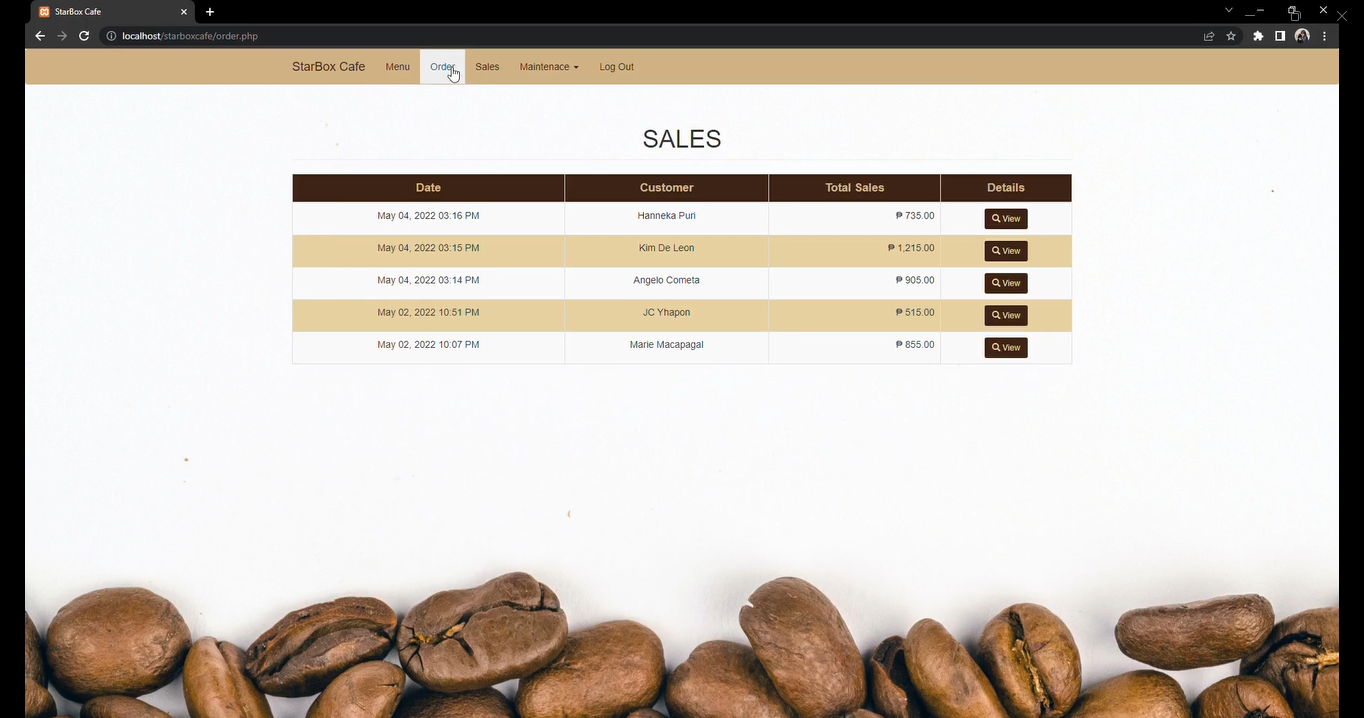 StarBox Cafe
localhost/starboxcafe/order.php
StarBox Cafe Menu Order Sales Maintenace Log Out
SALES
Date Customer Total Sales Details
May 04, 2022 03:16 PM Hanneka Puri ₱ 735.00 View
May 04, 2022 03:15 PM Kim De Leon ₱ 1,215.00 View
May 04, 2022 03:14 PM Angelo Cometa ₱ 905.00 View
May 02, 2022 10:51 PM JC Yhapon ₱ 515.00 View
May 02, 2022 10:07 PM Marie Macapagal ₱ 855.00 View